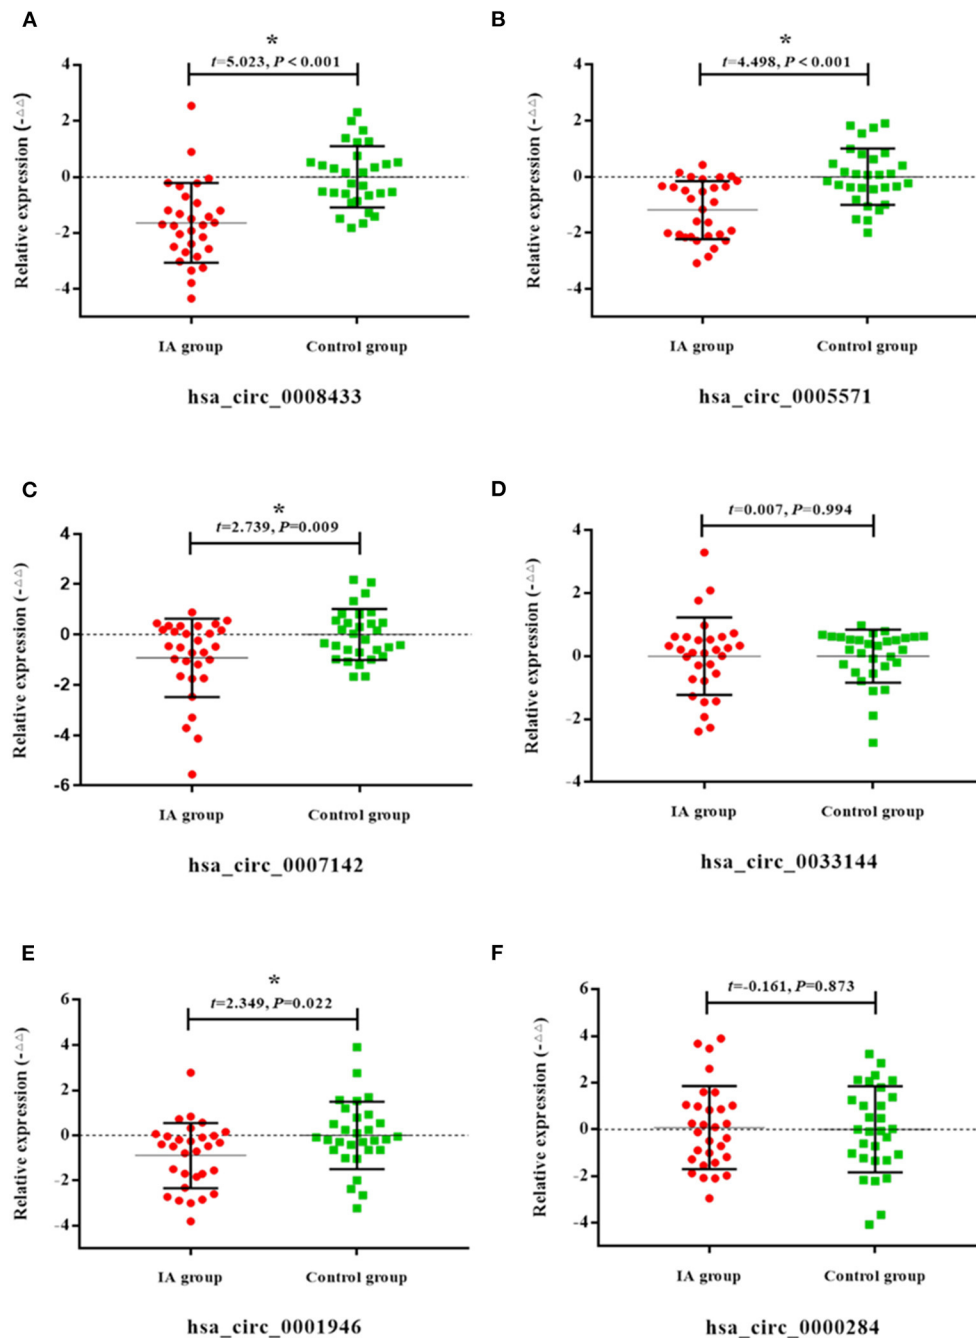 A
*
t=5.023, P < 0.001
Relative expression (-△△)
4
2
0
-2
-4
IA group
Control group
hsa_circ_0008433
B
*
t=4.498, P < 0.001
Relative expression (-△△)
4
2
0
-2
-4
IA group
Control group
hsa_circ_0005571
C
*
t=2.739, P=0.009
Relative expression (-△△)
4
2
0
-2
-4
-6
IA group
Control group
hsa_circ_0007142
D
t=0.007, P=0.994
Relative expression (-△△)
4
2
0
-2
-4
IA group
Control group
hsa_circ_0033144
E
*
t=2.349, P=0.022
Relative expression (-△△)
6
4
2
0
-2
-4
IA group
Control group
hsa_circ_0001946
F
t=-0.161, P=0.873
Relative expression (-△△)
6
4
2
0
-2
-4
IA group
Control group
hsa_circ_0000284